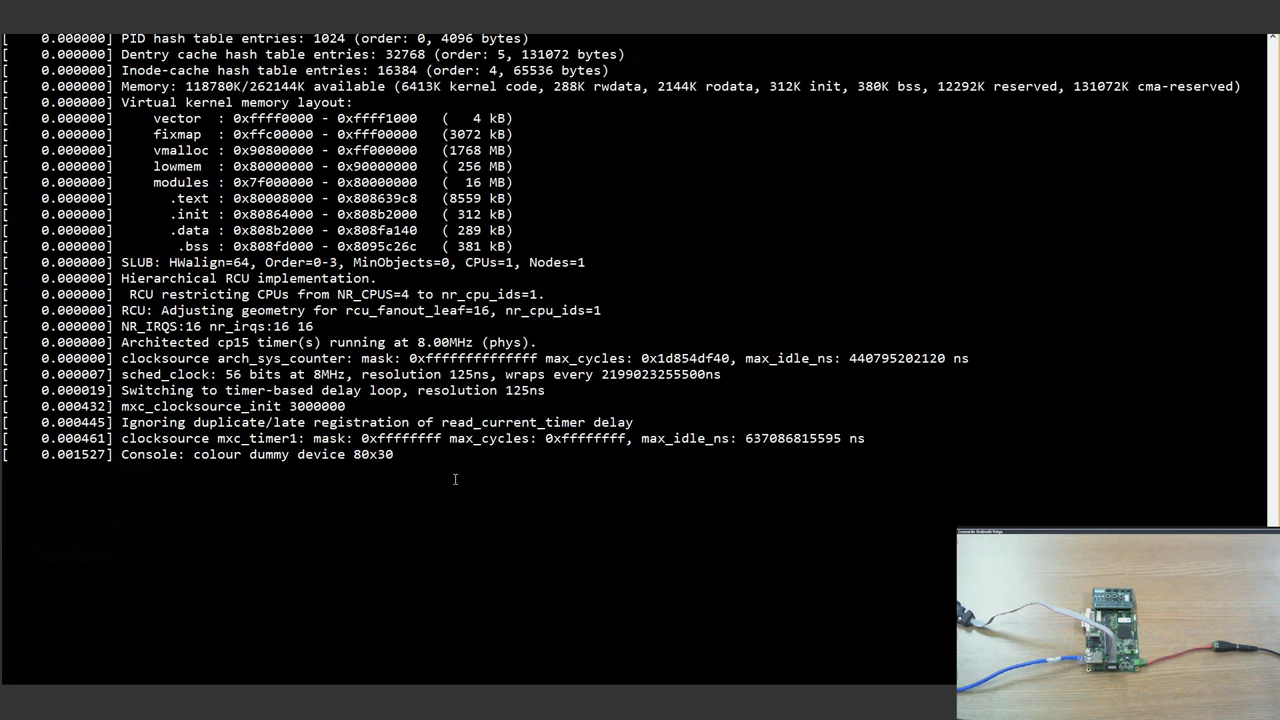 [    0.000000] PID hash table entries: 1024 (order: 0, 4096 bytes)
[    0.000000] Dentry cache hash table entries: 32768 (order: 5, 131072 bytes)
[    0.000000] Inode-cache hash table entries: 16384 (order: 4, 65536 bytes)
[    0.000000] Memory: 118780K/262144K available (6413K kernel code, 288K rwdata, 2144K rodata, 312K init, 380K bss, 12292K reserved, 131072K cma-reserved)
[    0.000000] Virtual kernel memory layout:
[    0.000000]     vector  : 0xffff0000 - 0xffff1000   (   4 kB)
[    0.000000]     fixmap  : 0xffc00000 - 0xfff00000   (3072 kB)
[    0.000000]     vmalloc : 0x90800000 - 0xff000000   (1768 MB)
[    0.000000]     lowmem  : 0x80000000 - 0x90000000   ( 256 MB)
[    0.000000]     modules : 0x7f000000 - 0x80000000   (  16 MB)
[    0.000000]       .text : 0x80008000 - 0x808639c8   (8559 kB)
[    0.000000]       .init : 0x80864000 - 0x808b2000   ( 312 kB)
[    0.000000]       .data : 0x808b2000 - 0x808fa140   ( 289 kB)
[    0.000000]        .bss : 0x808fd000 - 0x8095c26c   ( 381 kB)
[    0.000000] SLUB: HWalign=64, Order=0-3, MinObjects=0, CPUs=1, Nodes=1
[    0.000000] Hierarchical RCU implementation.
[    0.000000]  RCU restricting CPUs from NR_CPUS=4 to nr_cpu_ids=1.
[    0.000000] RCU: Adjusting geometry for rcu_fanout_leaf=16, nr_cpu_ids=1
[    0.000000] NR_IRQS:16 nr_irqs:16 16
[    0.000000] Architected cp15 timer(s) running at 8.00MHz (phys).
[    0.000000] clocksource arch_sys_counter: mask: 0xffffffffffffff max_cycles: 0x1d854df40, max_idle_ns: 440795202120 ns
[    0.000007] sched_clock: 56 bits at 8MHz, resolution 125ns, wraps every 2199023255500ns
[    0.000019] Switching to timer-based delay loop, resolution 125ns
[    0.000432] mxc_clocksource_init 3000000
[    0.000445] Ignoring duplicate/late registration of read_current_timer delay
[    0.000461] clocksource mxc_timer1: mask: 0xffffffff max_cycles: 0xffffffff, max_idle_ns: 637086815595 ns
[    0.001527] Console: colour dummy device 80x30
Leonardo Graboski Veiga